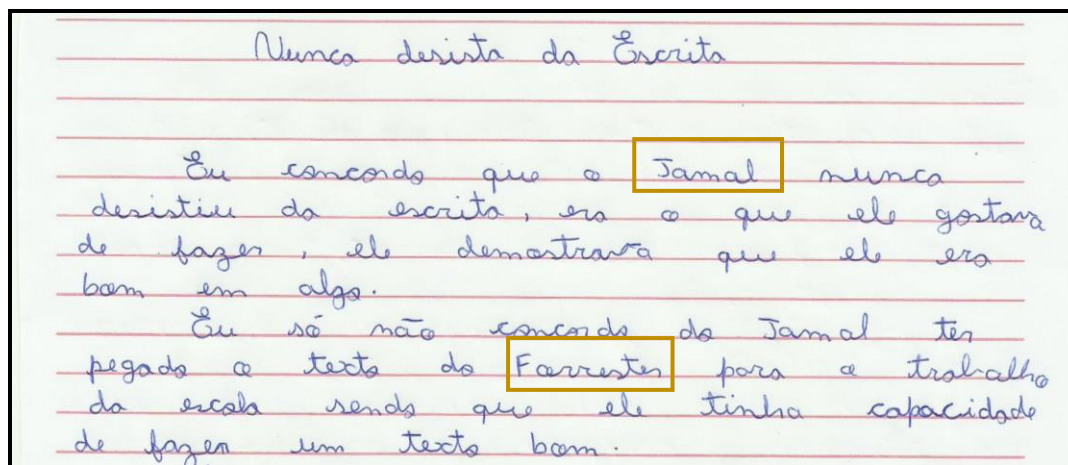 Nunca desista da Escrita
Eu concordo que o Jamal nunca
desistiu da escrita, era o que ele gostava
de fazer, ele demostrava que ele era
bom em algo.
Eu só não concordo do Jamal ter
pegado o texto do Forrester para o trabalho
da escola sendo que ele tinha capacidade
de fazer um texto bom.